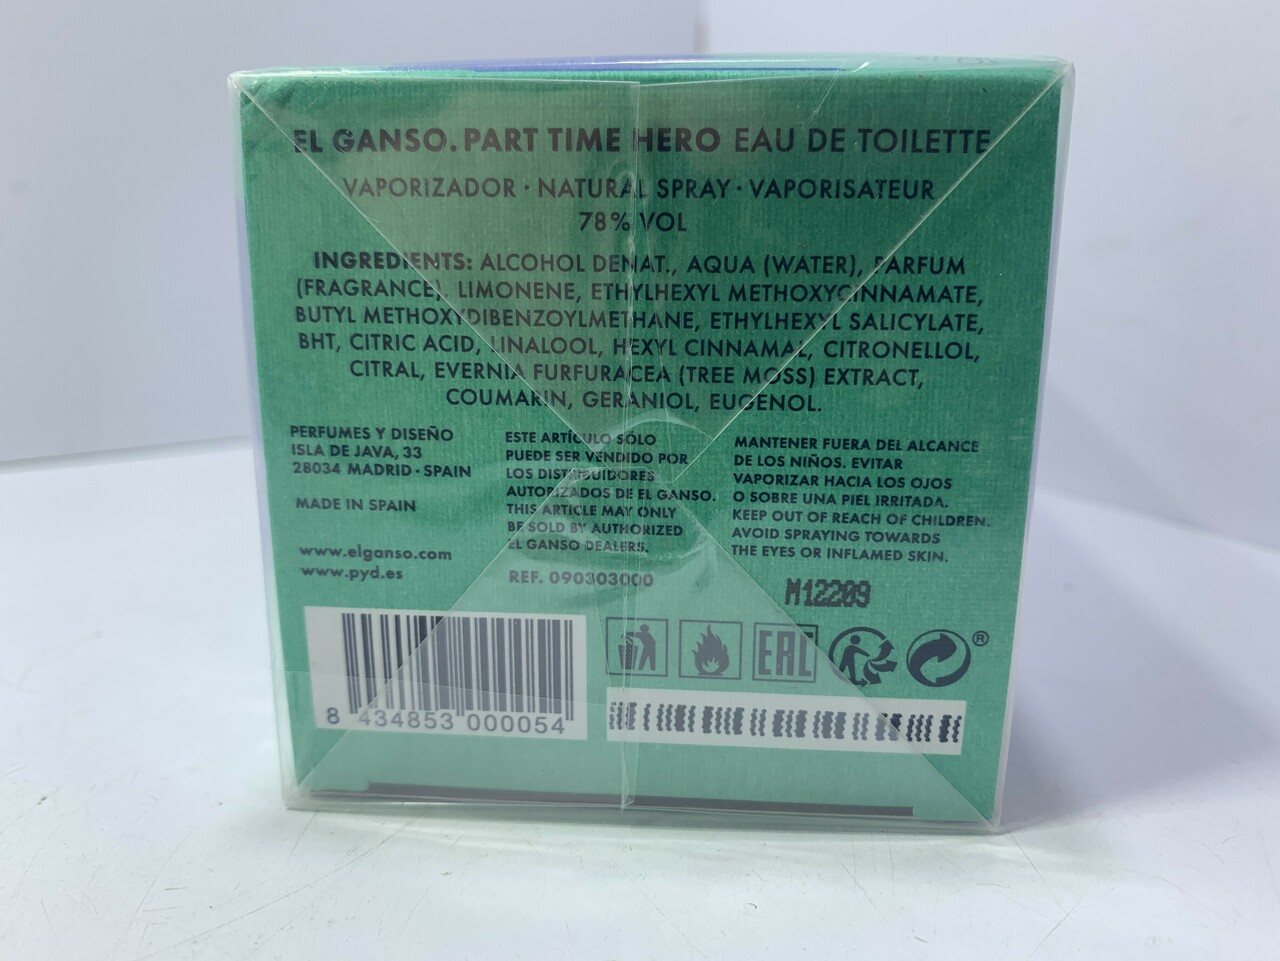 EL GANSO. PART TIME HERO EAU DE TOILETTE
VAPORIZADOR · NATURAL SPRAY · VAPORISATEUR
78% VOL
INGREDIENTS: ALCOHOL DENAT., AQUA (WATER), PARFUM
(FRAGRANCE), LIMONENE, ETHYLHEXYL METHOXYCINNAMATE,
BUTYL METHOXYDIBENZOYLMETHANE, ETHYLHEXYL SALICYLATE,
BHT, CITRIC ACID, LINALOOL, HEXYL CINNAMAL, CITRONELLOL,
CITRAL, EVERNIA FURFURACEA (TREE MOSS) EXTRACT,
COUMARIN, GERANIOL, EUGENOL.
PERFUMES Y DISEÑO
ISLA DE JAVA, 33
28034 MADRID · SPAIN
MADE IN SPAIN
www.elganso.com
www.pyd.es
ESTE ARTÍCULO SÓLO
PUEDE SER VENDIDO POR
LOS DISTRIBUIDORES
AUTORIZADOS DE EL GANSO.
THIS ARTICLE MAY ONLY
BE SOLD BY AUTHORIZED
EL GANSO DEALERS.
REF. 090303000
MANTENER FUERA DEL ALCANCE
DE LOS NIÑOS. EVITAR
VAPORIZAR HACIA LOS OJOS
O SOBRE UNA PIEL IRRITADA.
KEEP OUT OF REACH OF CHILDREN.
AVOID SPRAYING TOWARDS
THE EYES OR INFLAMED SKIN.
M12209
EAC
®
8 434853 000054